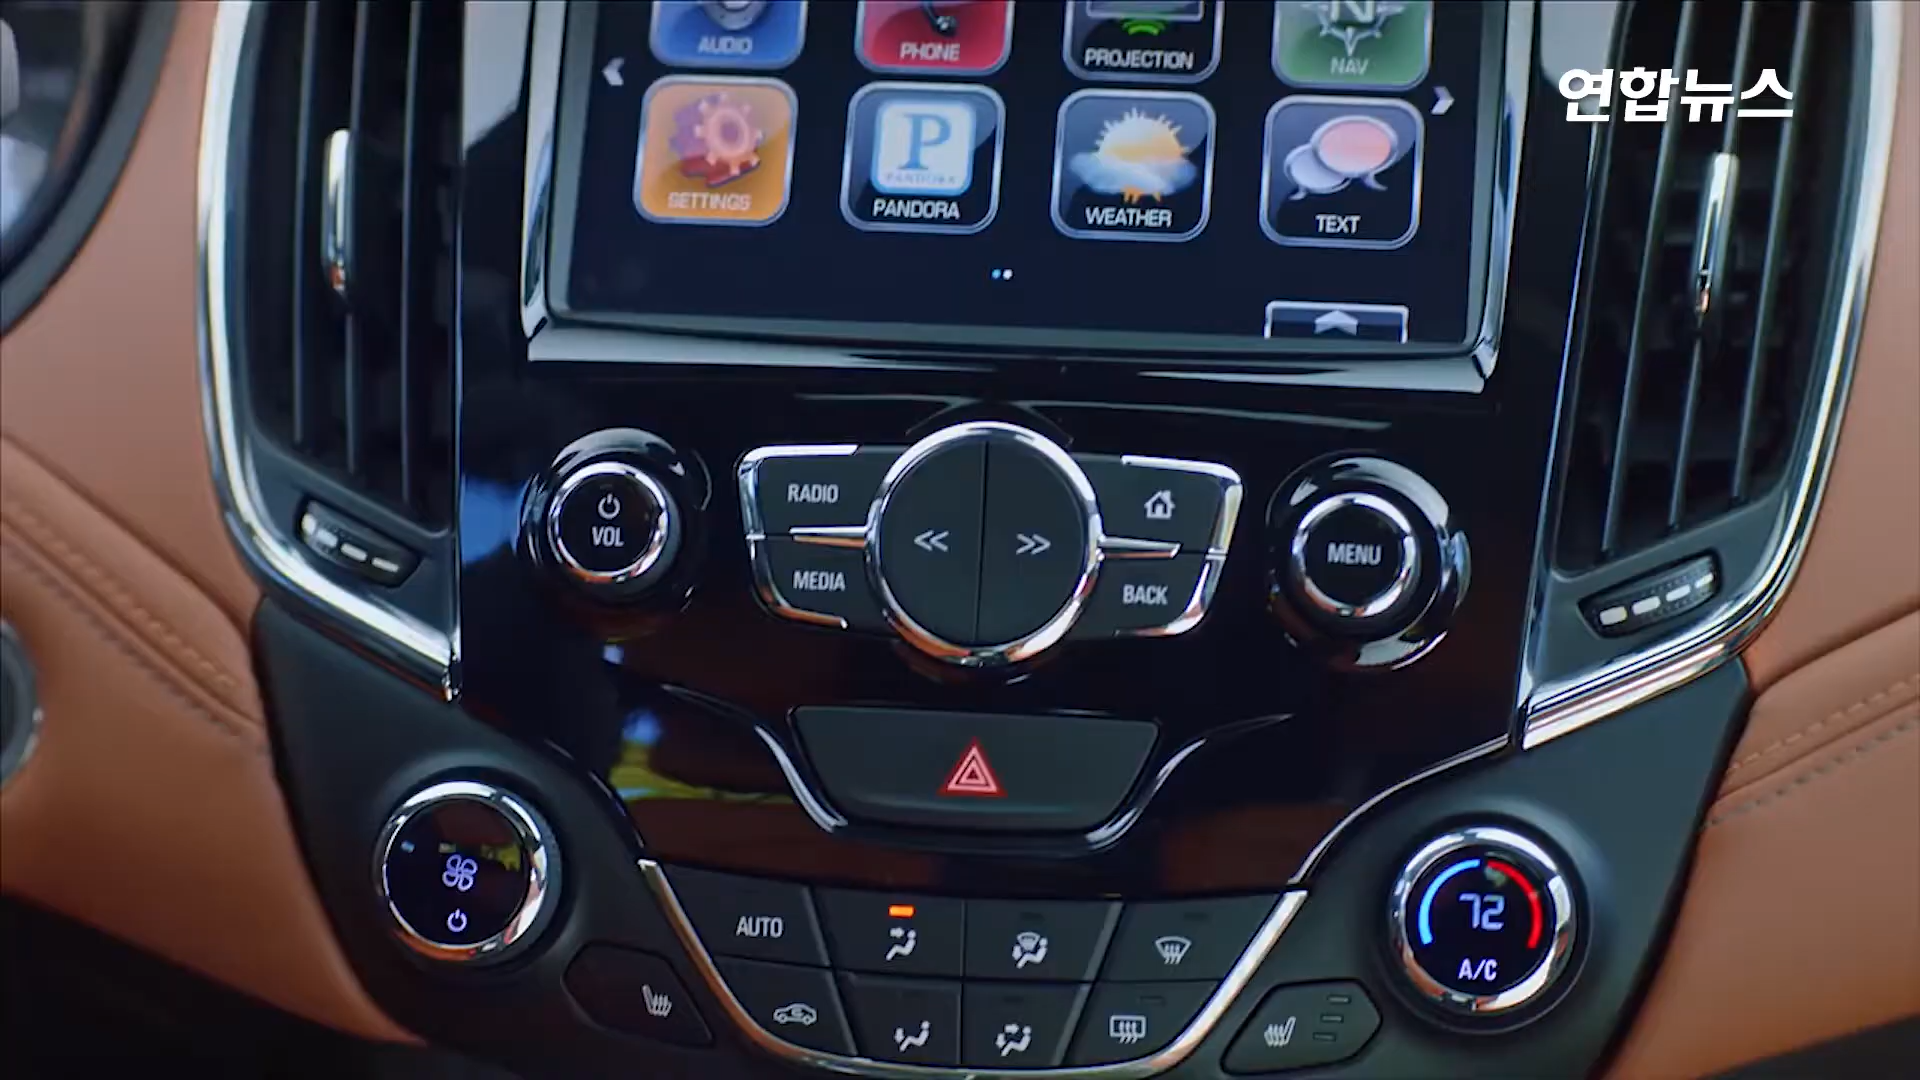 AUDIO
PHONE
PROJECTION
N
NAV
연합뉴스
SETTINGS
P
PANDORA
PANDORA
WEATHER
TEXT
VOL
RADIO
MEDIA
BACK
MENU
AUTO
72
A/C